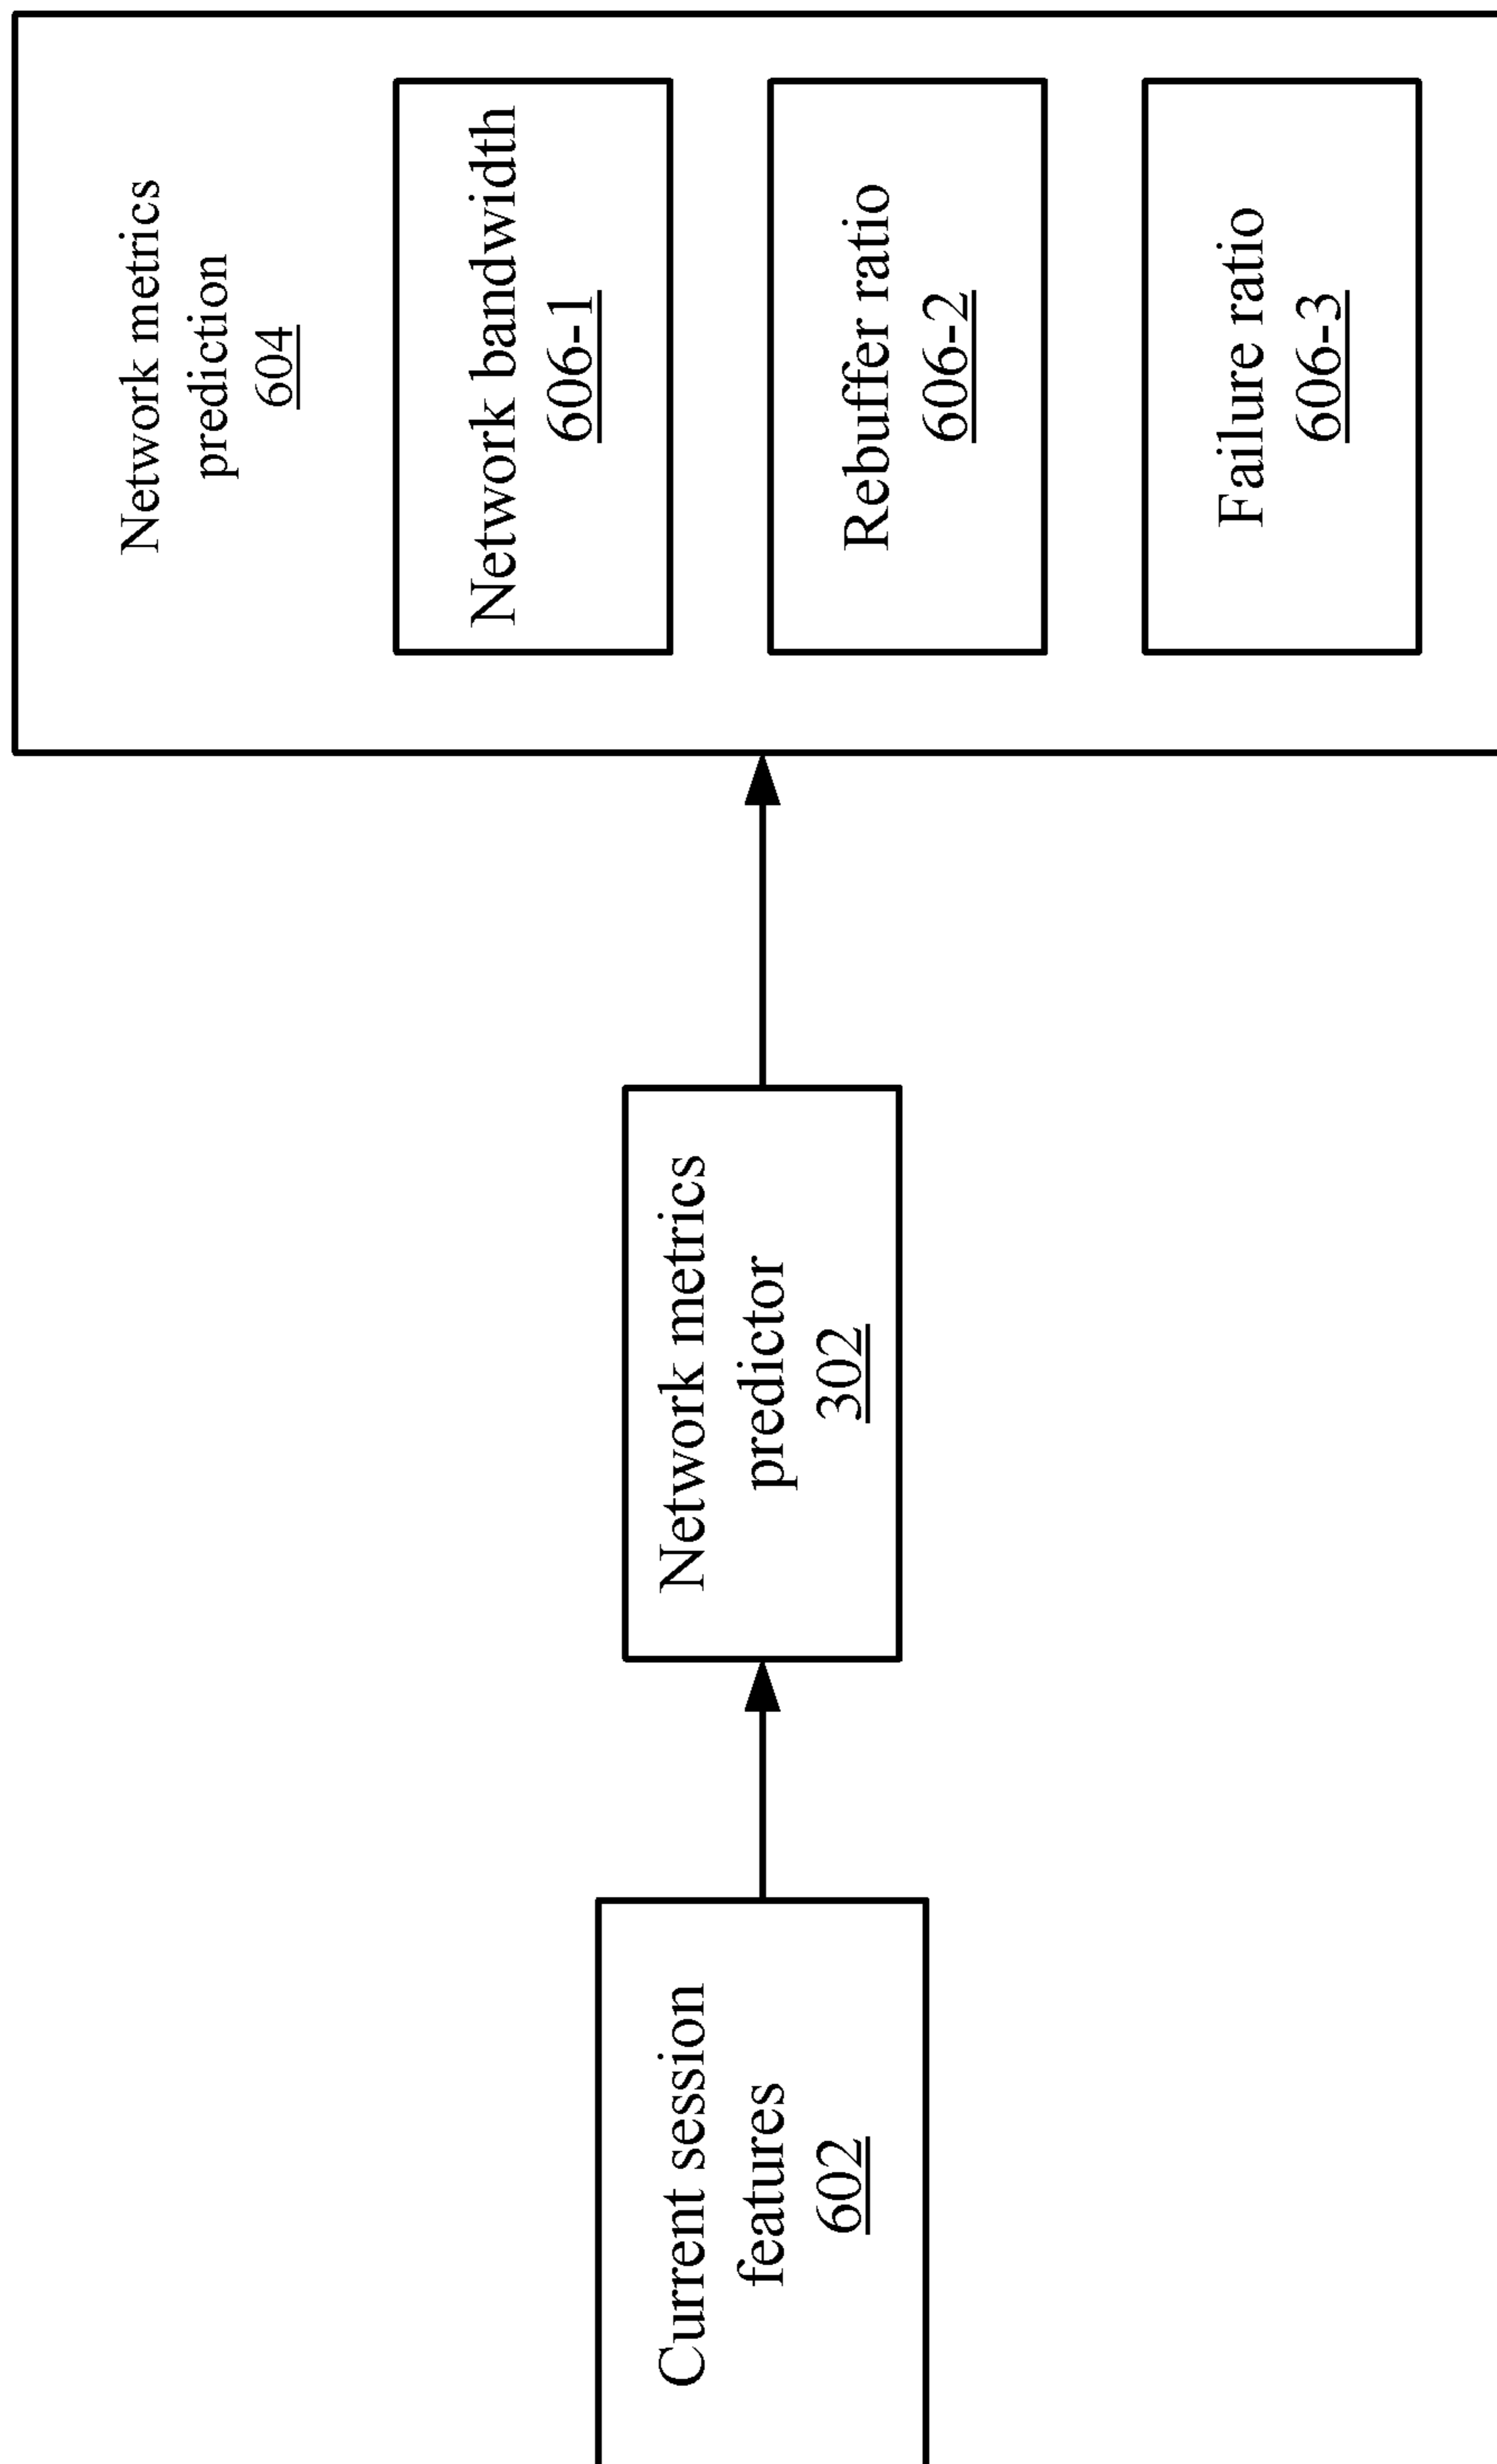 Current session
features
602
Network metrics
predictor
302
Network metrics
prediction
604
Network bandwidth
606-1
Rebuffer ratio
606-2
Failure ratio
606-3